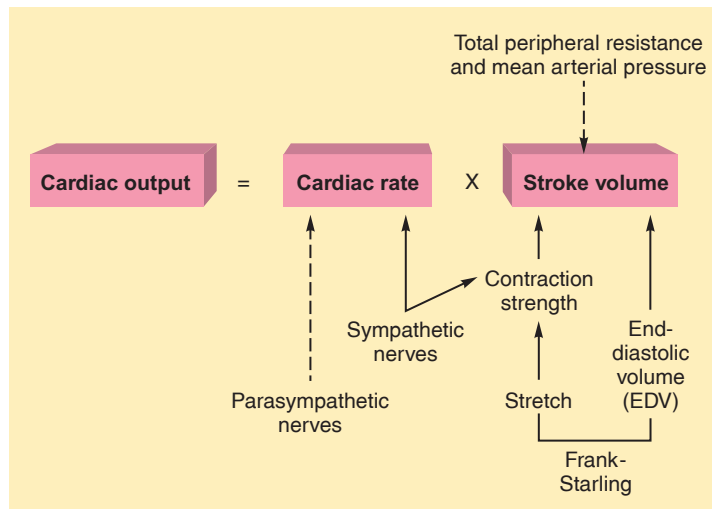 Total peripheral resistance
and mean arterial pressure
Cardiac output = Cardiac rate X Stroke volume
Contraction
strength
Sympathetic
nerves
End-
diastolic
volume
(EDV)
Parasympathetic
nerves
Stretch
Frank-
Starling